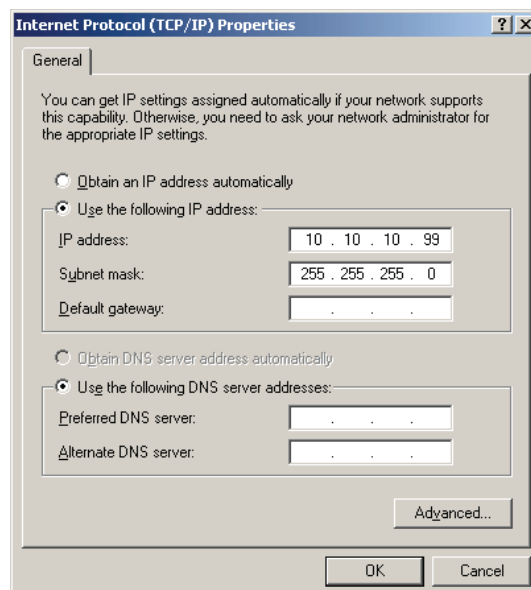 Internet Protocol (TCP/IP) Properties
General
You can get IP settings assigned automatically if your network supports
this capability. Otherwise, you need to ask your network administrator for
the appropriate IP settings.
Obtain an IP address automatically
Use the following IP address:
IP address: 10 . 10 . 10 . 99
Subnet mask: 255 . 255 . 255 . 0
Default gateway: . . .
Obtain DNS server address automatically
Use the following DNS server addresses:
Preferred DNS server: . . .
Alternate DNS server: . . .
Advanced...
OK Cancel